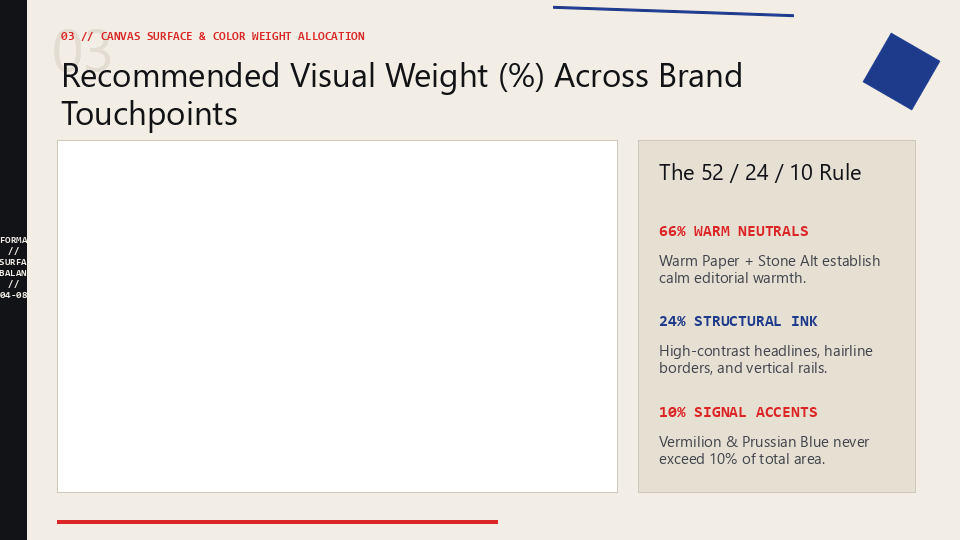 03
03 // CANVAS SURFACE & COLOR WEIGHT ALLOCATION
Recommended Visual Weight (%) Across Brand
Touchpoints
FORMA
//
SURFA
BALAN
//
04-08
The 52 / 24 / 10 Rule
66% WARM NEUTRALS
Warm Paper + Stone Alt establish
calm editorial warmth.
24% STRUCTURAL INK
High-contrast headlines, hairline
borders, and vertical rails.
10% SIGNAL ACCENTS
Vermilion & Prussian Blue never
exceed 10% of total area.